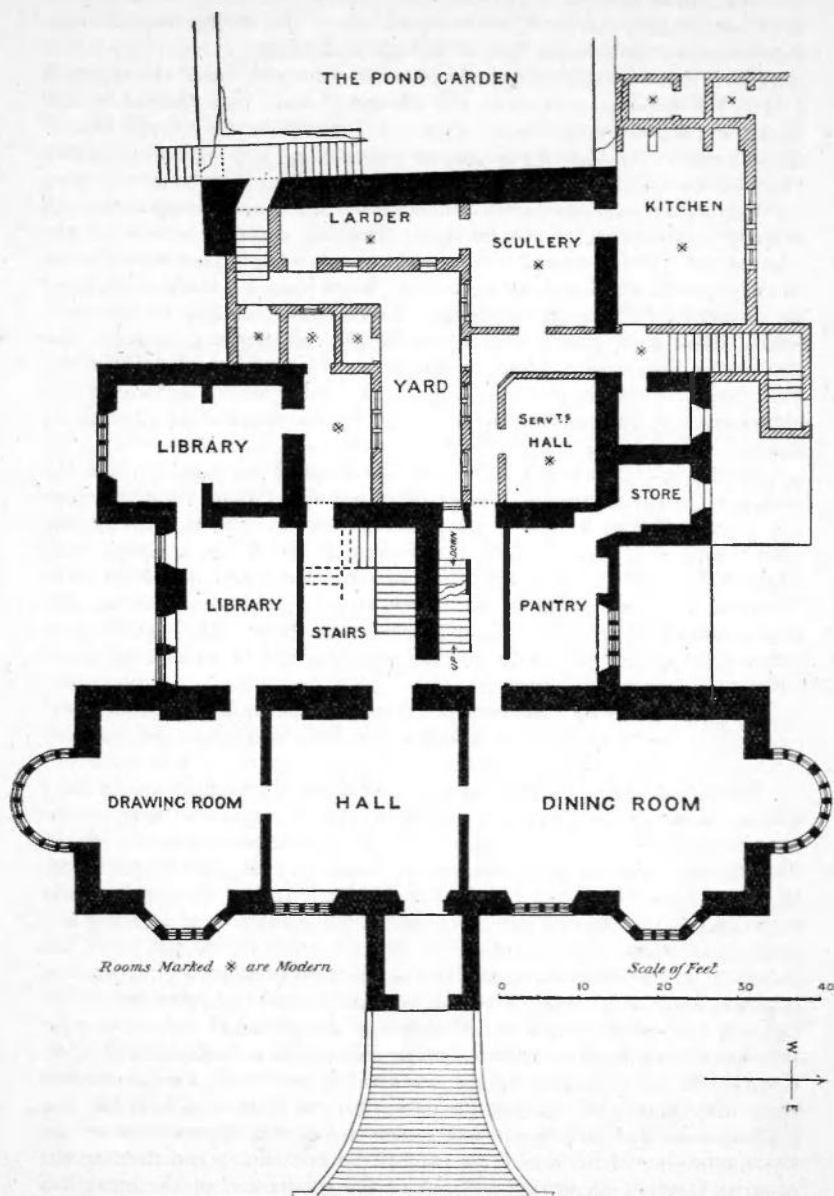 THE POND GARDEN
LARDER
※
SCULLERY
※
KITCHEN
※
※
※
※
※
※
※
YARD
LIBRARY
※
SERVTS
HALL
※
STORE
DOWN
LIBRARY
STAIRS
UP
PANTRY
DRAWING ROOM
HALL
DINING ROOM
Rooms Marked ※ are Modern
Scale of Feet
0 10 20 30 40
W
E